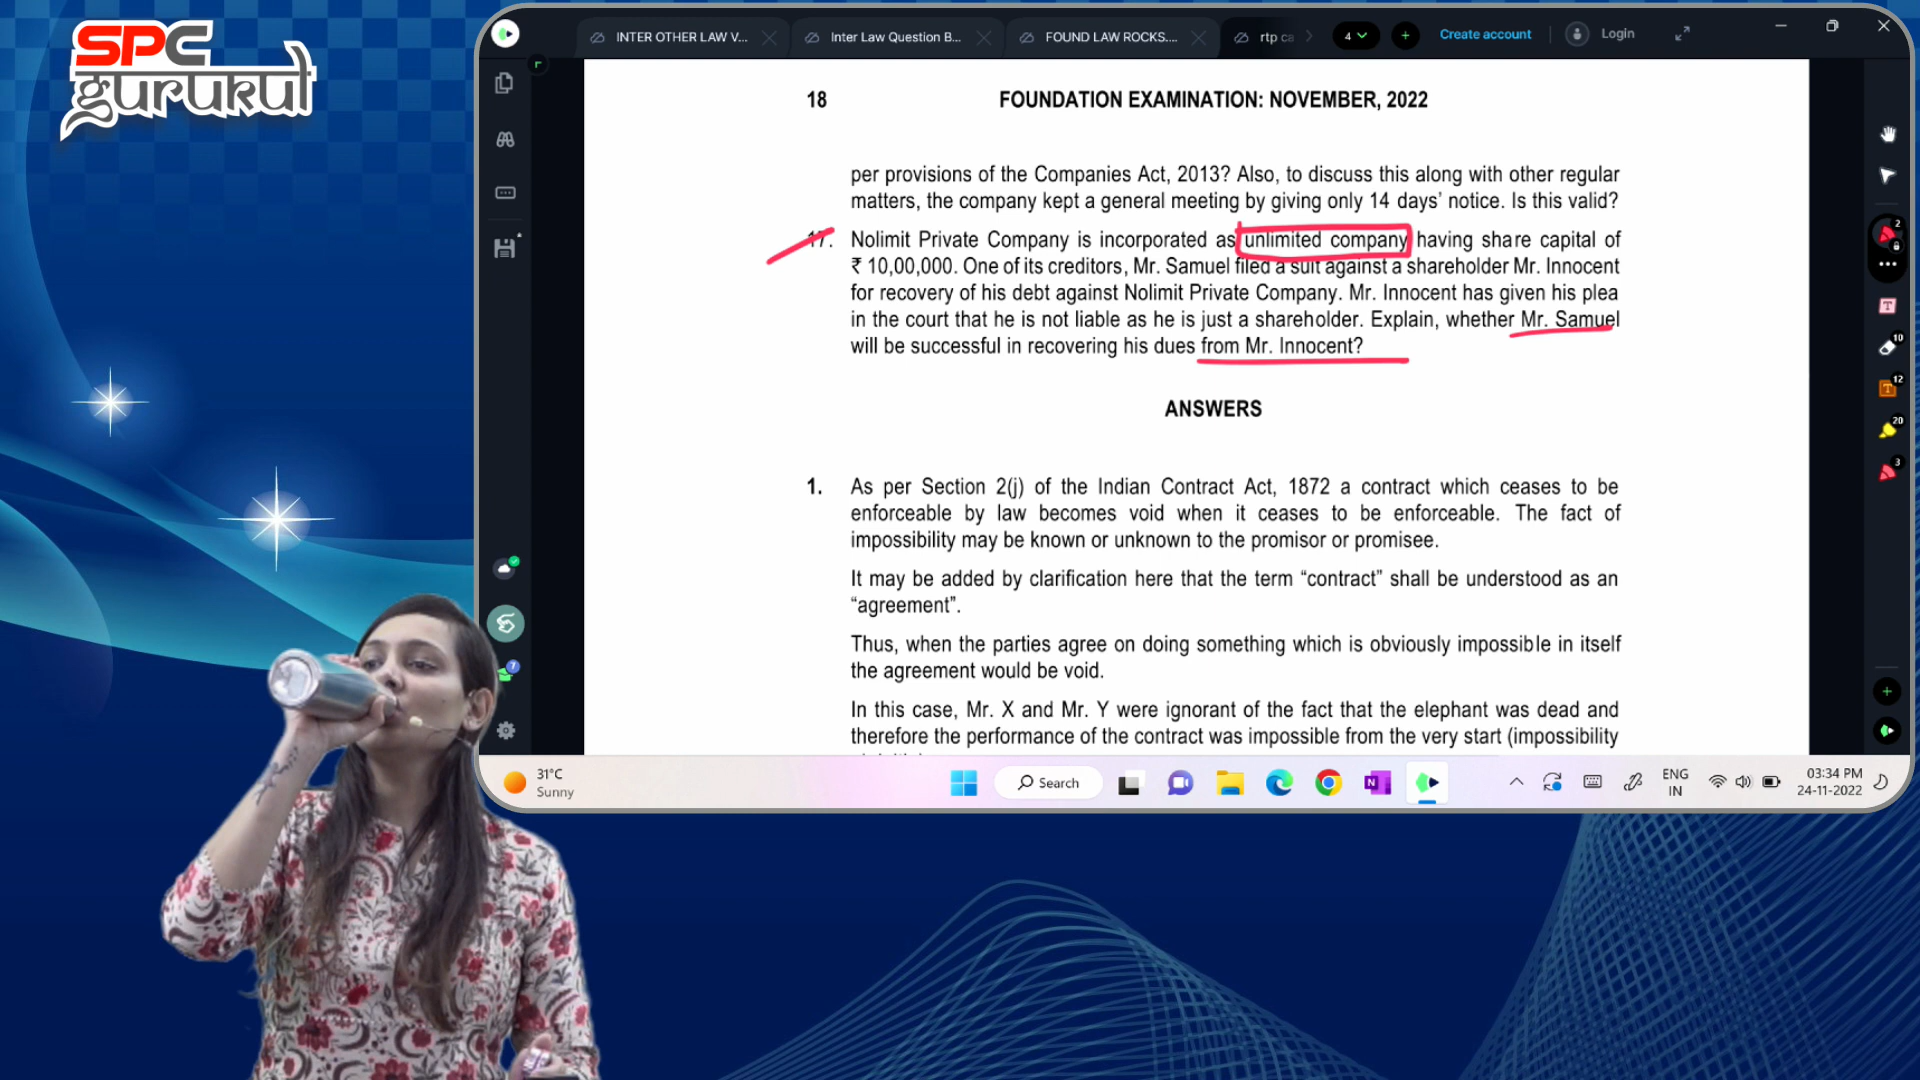 SPC
gurukul
INTER OTHER LAW V...
Inter Law Question B...
FOUND LAW ROCKS....
rtp ca
4
Create account
Login
18
FOUNDATION EXAMINATION: NOVEMBER, 2022
per provisions of the Companies Act, 2013? Also, to discuss this along with other regular
matters, the company kept a general meeting by giving only 14 days’ notice. Is this valid?
17. Nolimit Private Company is incorporated as unlimited company having share capital of
₹ 10,00,000. One of its creditors, Mr. Samuel filed a suit against a shareholder Mr. Innocent
for recovery of his debt against Nolimit Private Company. Mr. Innocent has given his plea
in the court that he is not liable as he is just a shareholder. Explain, whether Mr. Samuel
will be successful in recovering his dues from Mr. Innocent?
ANSWERS
1. As per Section 2(j) of the Indian Contract Act, 1872 a contract which ceases to be
enforceable by law becomes void when it ceases to be enforceable. The fact of
impossibility may be known or unknown to the promisor or promisee.
It may be added by clarification here that the term “contract” shall be understood as an
“agreement”.
Thus, when the parties agree on doing something which is obviously impossible in itself
the agreement would be void.
In this case, Mr. X and Mr. Y were ignorant of the fact that the elephant was dead and
therefore the performance of the contract was impossible from the very start (impossibility
2
10
12
20
3
7
31°C
Sunny
Search
ENG
IN
03:34 PM
24-11-2022